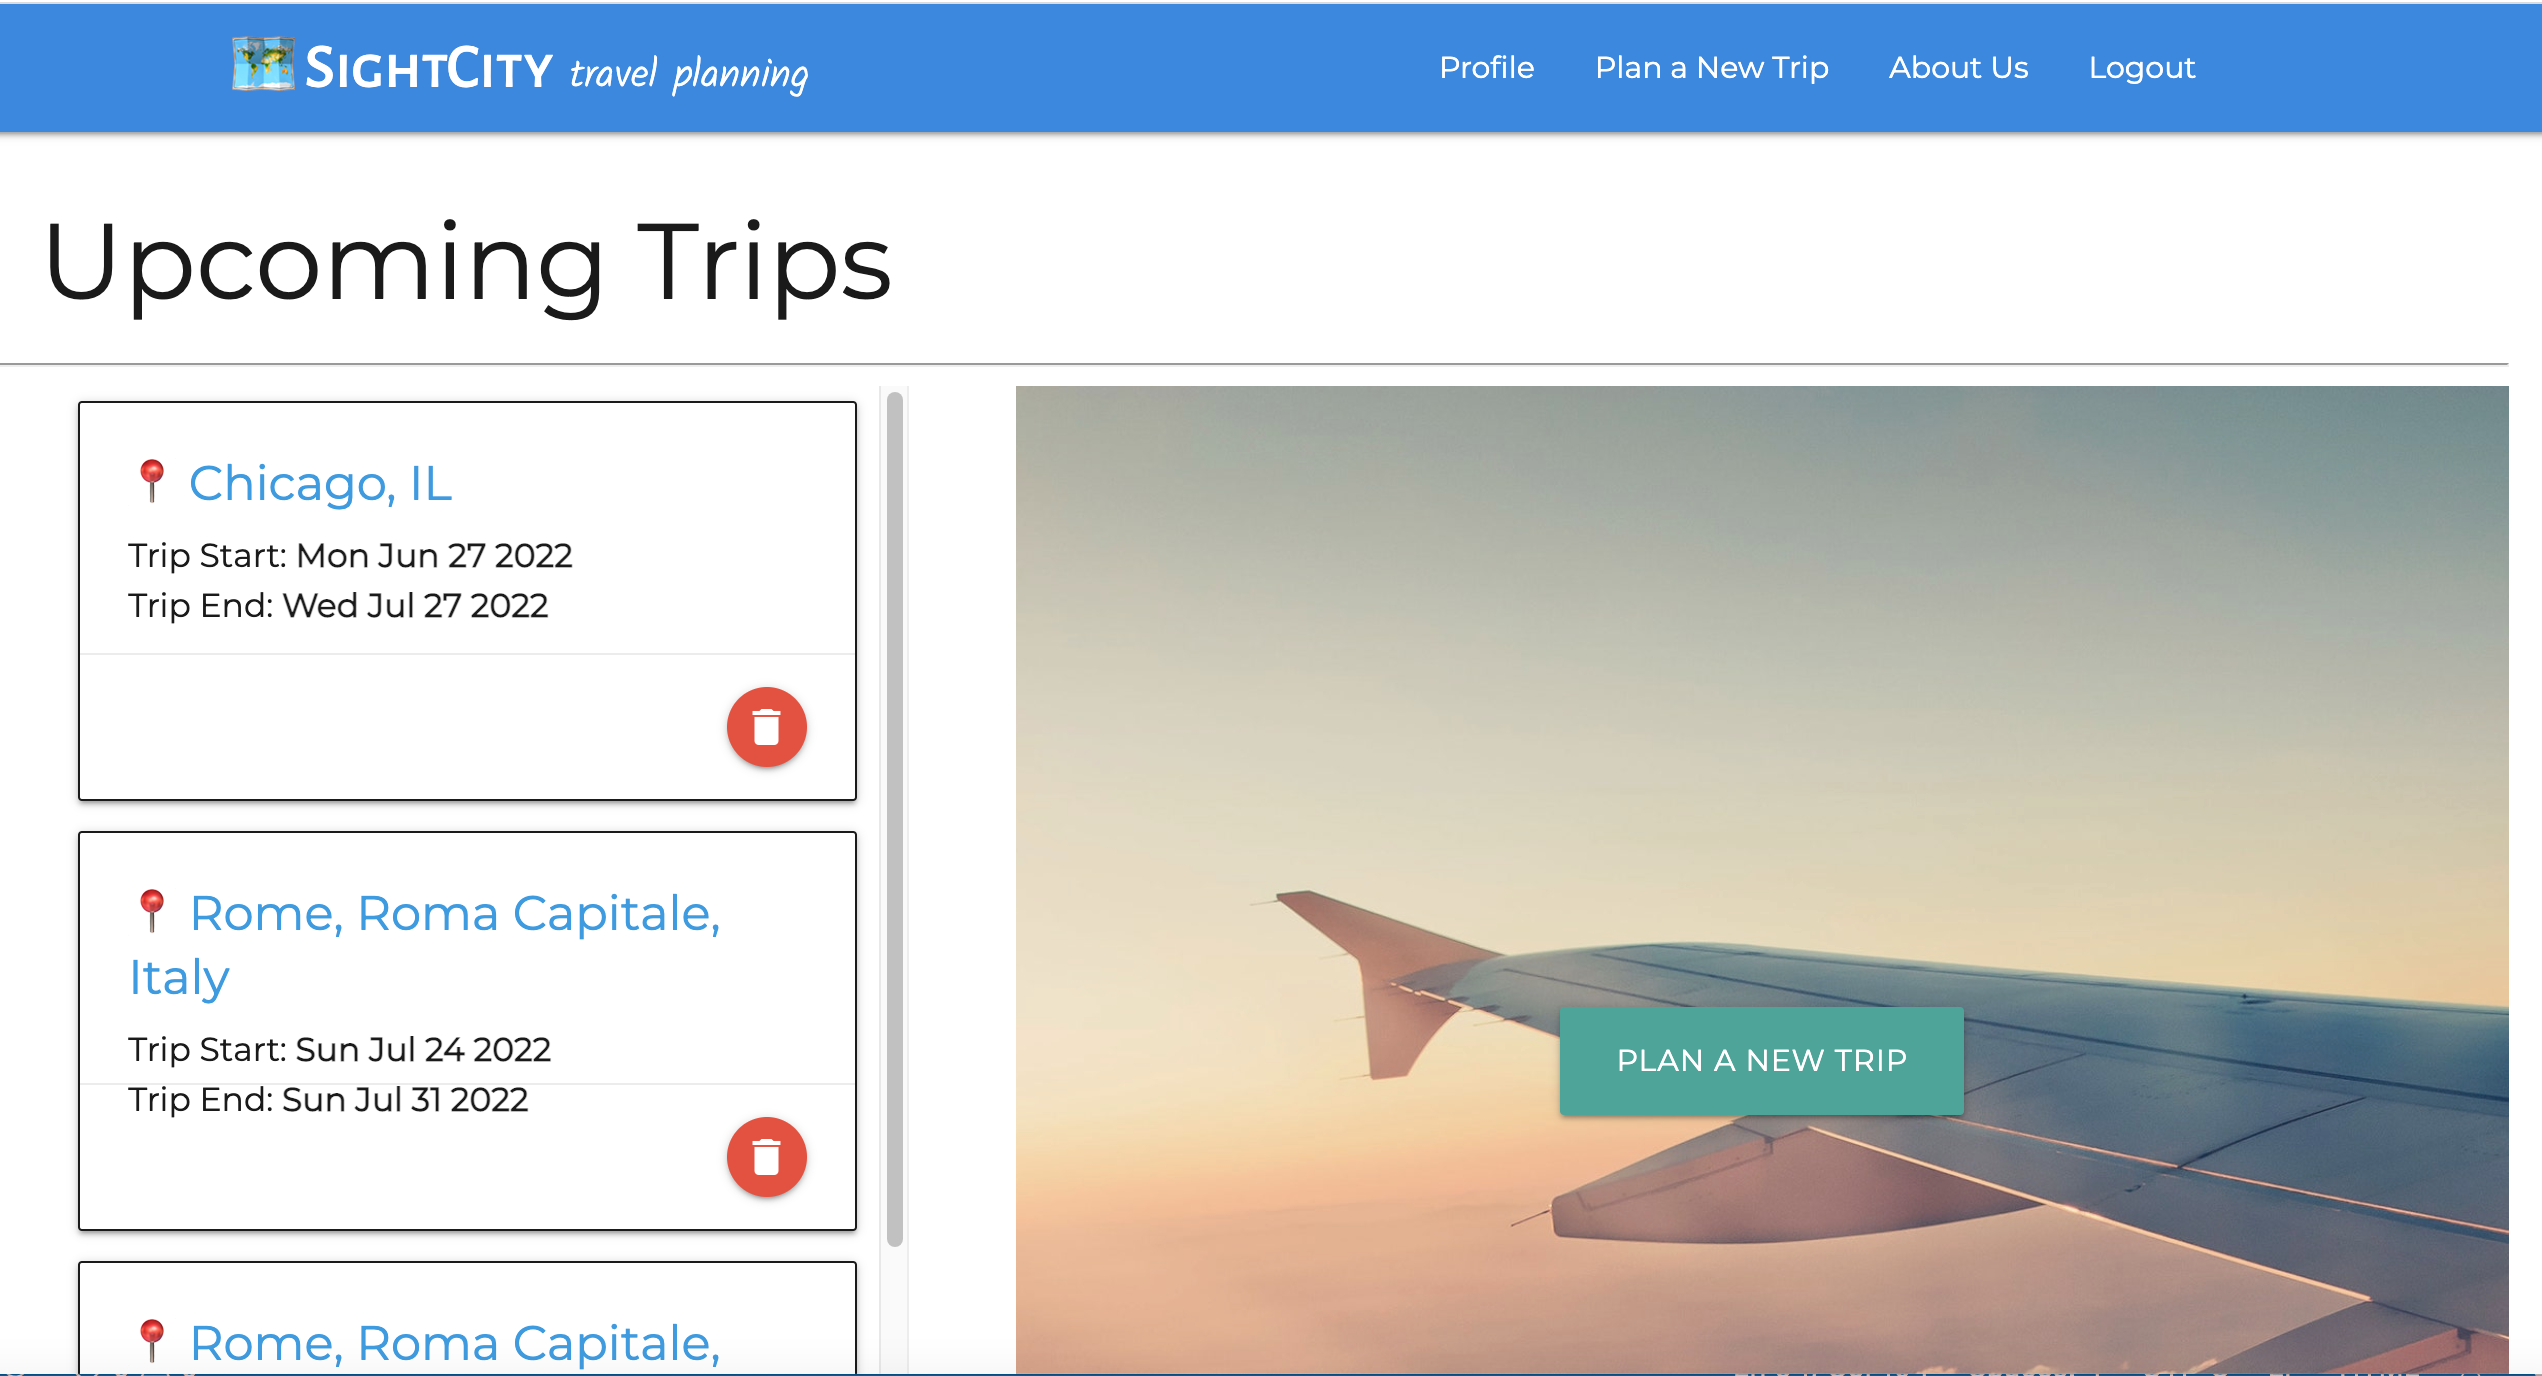 SIGHTCITY travel planning
Profile Plan a New Trip About Us Logout
Upcoming Trips
Chicago, IL
Trip Start: Mon Jun 27 2022
Trip End: Wed Jul 27 2022
Rome, Roma Capitale,
Italy
Trip Start: Sun Jul 24 2022
Trip End: Sun Jul 31 2022
Rome, Roma Capitale,
PLAN A NEW TRIP